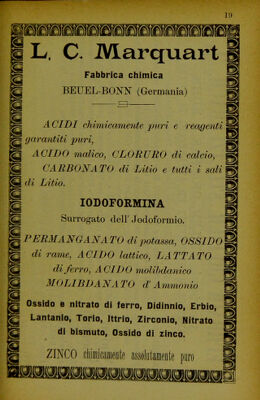 19
L. C. Marquart
Fabbrica chimica
BEUEL-BONN (Germania)
ACIDI chimicamente puri e reagenti
garantiti puri,
ACIDO malico, CLORURO di calcio,
CARBONATO di Litio e tutti i sali
di Litio.
IODOFORMINA
Surrogato dell' Jodoformio.
PERMANGANATO di potassa, OSSIDO
di rame, ACIDO lattico, LATTATO
di ferro, ACIDO molibdanico
MOLIBDANATO d' Ammonio
Ossido e nitrato di ferro, Didinnio, Erbio,
Lantanio, Torio, Ittrio, Zirconio, Nitrato
di bismuto, Ossido di zinco.
ZINCO chimicamente assolutamente puro